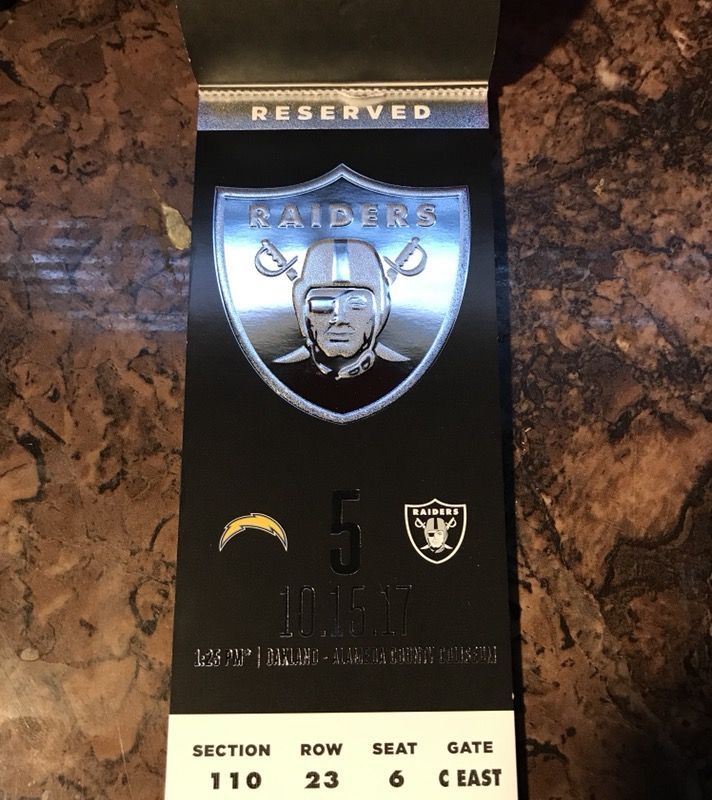 RESERVED
RAIDERS
5
RAIDERS
10.15.17
1:25 PM* | OAKLAND - ALAMEDA COUNTY COLISEUM
SECTION ROW SEAT GATE
110 23 6 C EAST